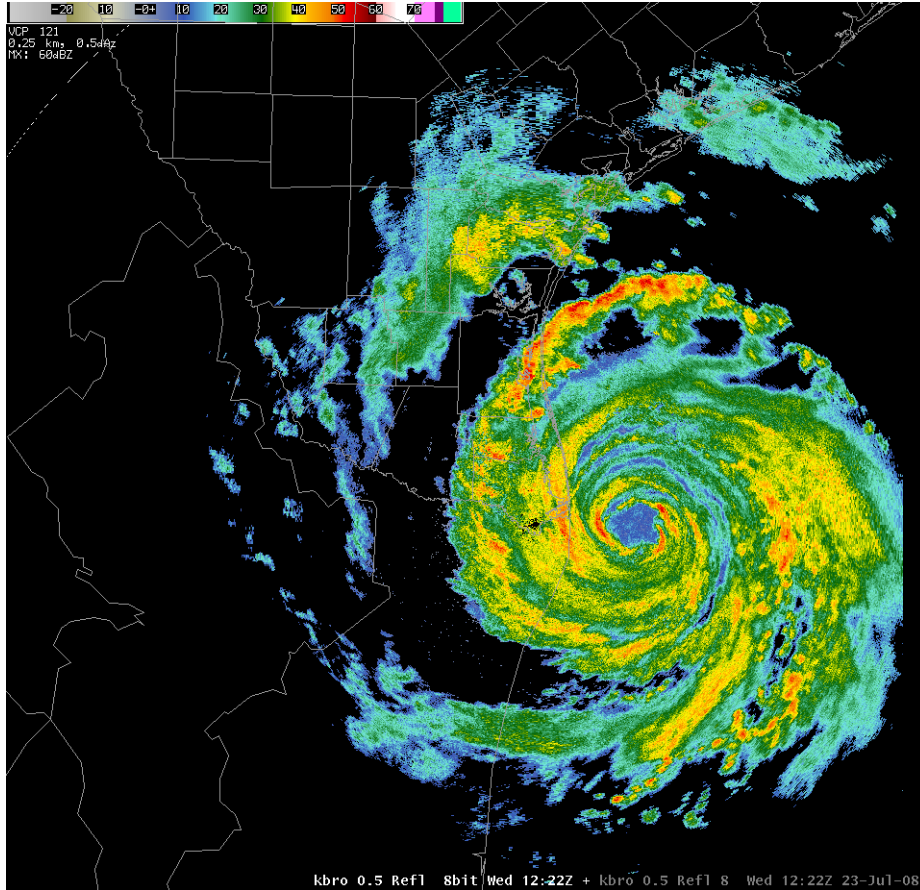 -20 10 -0+ 10 20 30 40 50 60 70
VCP 121
0.25 km, 0.5dAz
MX: 60dBZ
kbro 0.5 Refl 8bit Wed 12:22Z + kbro 0.5 Refl 8 Wed 12:22Z 23-Jul-08